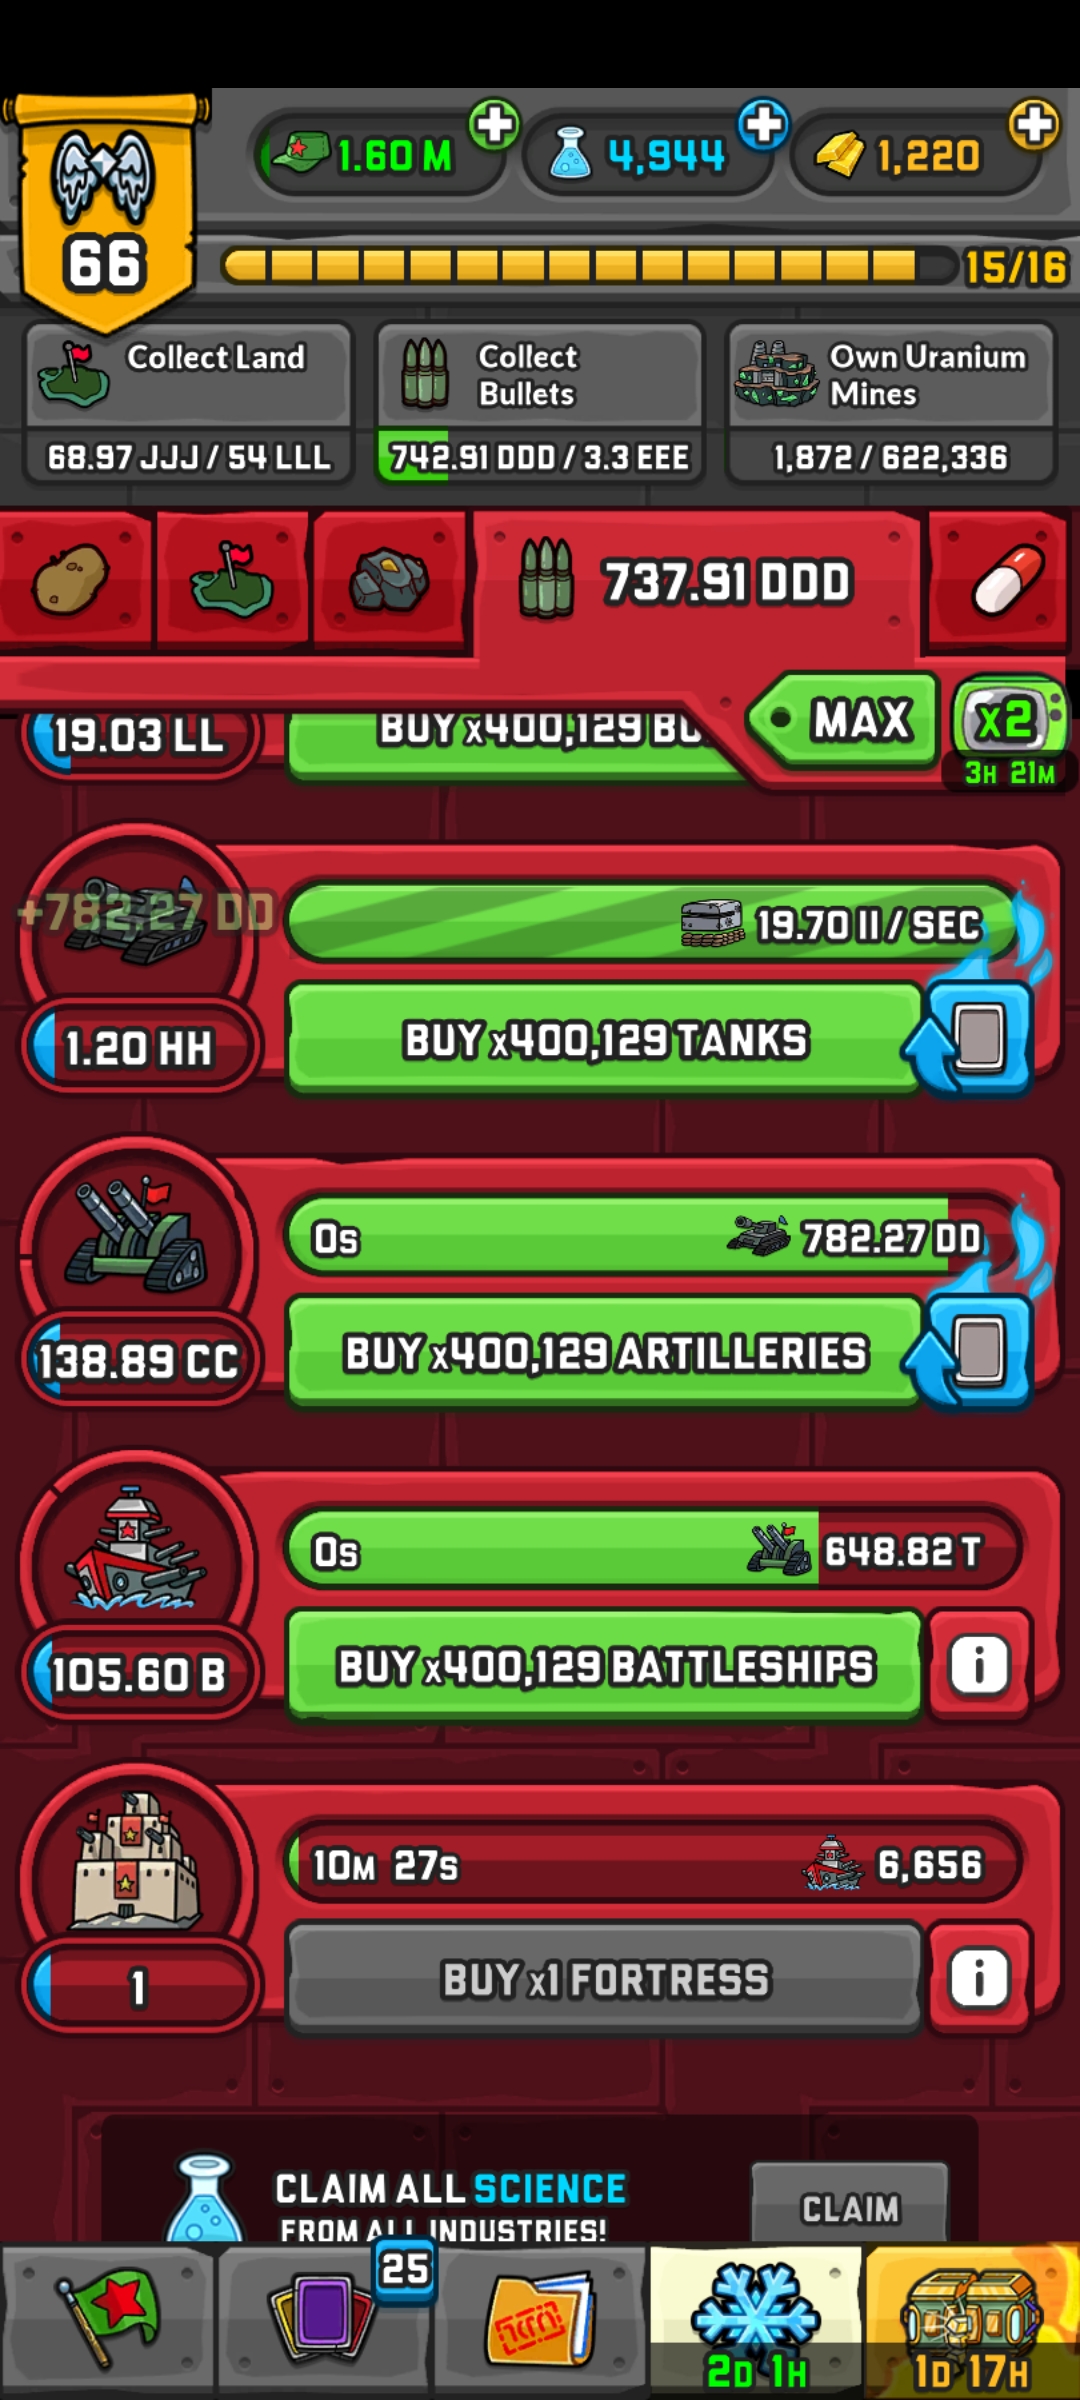 1.60 M
4,944
1,220
66
15/16
Collect Land
68.97 JJJ / 54 LLL
Collect
Bullets
742.91 DDD / 3.3 EEE
Own Uranium
Mines
1,872 / 622,336
737.91 DDD
MAX
x2
3H 21M
19.03 LL
BUY x400,129
+782.27 DD
19.70 II / SEC
1.20 HH
BUY x400,129 TANKS
0s
782.27 DD
138.89 CC
BUY x400,129 ARTILLERIES
0s
648.82 T
105.60 B
BUY x400,129 BATTLESHIPS
i
10M 27s
6,656
1
BUY x1 FORTRESS
i
CLAIM ALL SCIENCE
FROM ALL INDUSTRIES!
CLAIM
25
2D 1H
1D 17H